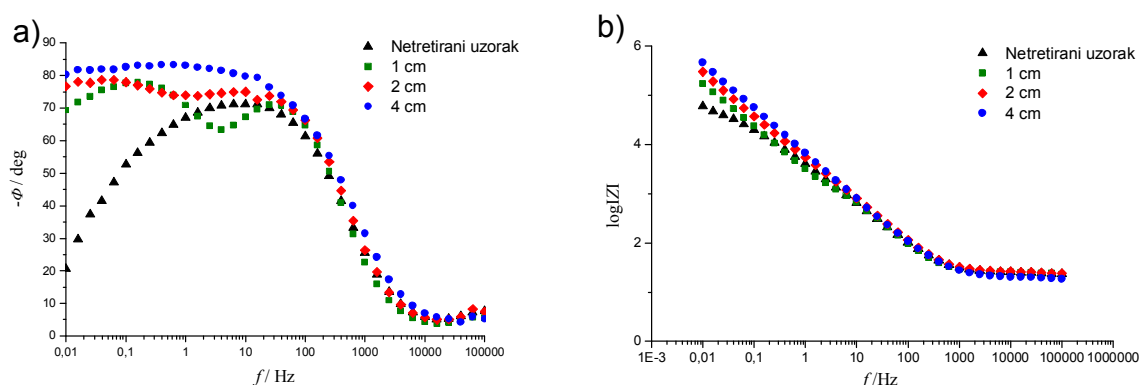 a)
-Φ / deg
90
80
70
60
50
40
30
20
10
0
0,01
0,1
1
10
100
1000
10000
100000
f / Hz
Netretirani uzorak
1 cm
2 cm
4 cm
b)
logIZI
6
4
2
0
1E-3
0,01
0,1
1
10
100
1000
10000
100000
1000000
f/Hz
Netretirani uzorak
1 cm
2 cm
4 cm